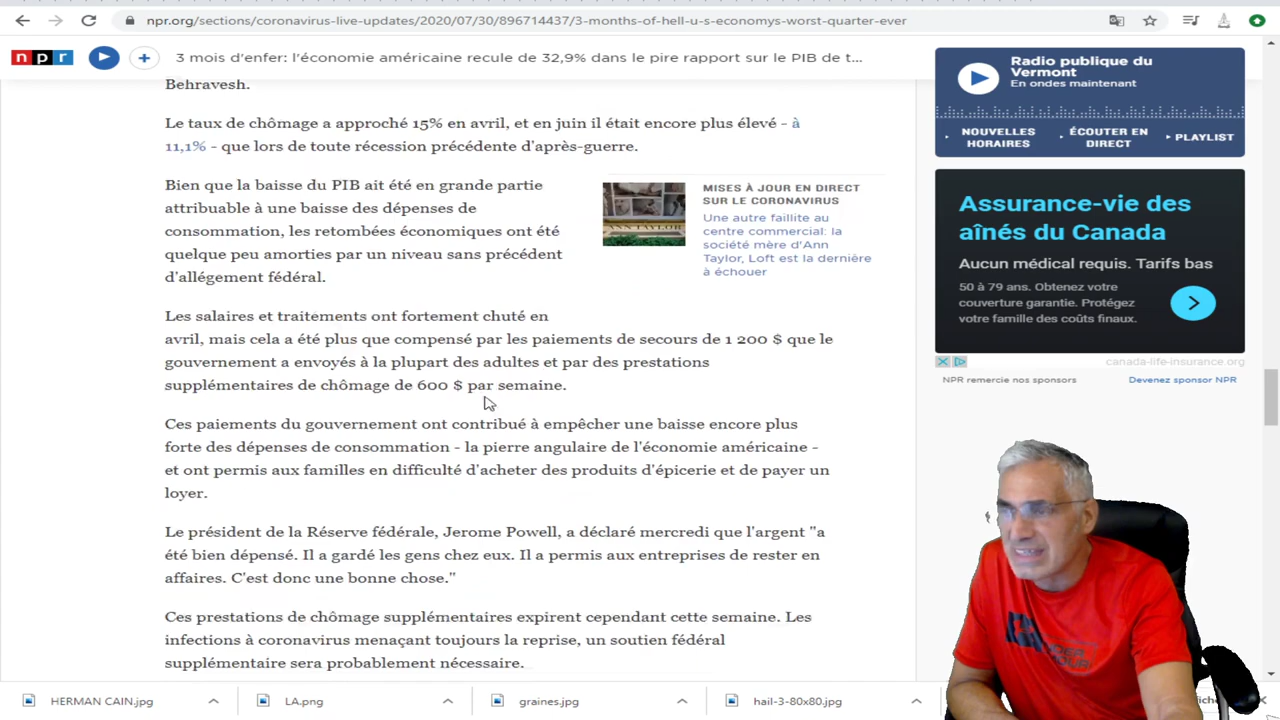 npr.org/sections/coronavirus-live-updates/2020/07/30/896714437/3-months-of-hell-u-s-economys-worst-quarter-ever
npr
3 mois d'enfer: l'économie américaine recule de 32,9% dans le pire rapport sur le PIB de t...
Behravesh.
Le taux de chômage a approché 15% en avril, et en juin il était encore plus élevé - à
11,1% - que lors de toute récession précédente d'après-guerre.
Bien que la baisse du PIB ait été en grande partie
attribuable à une baisse des dépenses de
consommation, les retombées économiques ont été
quelque peu amorties par un niveau sans précédent
d'allégement fédéral.
MISES À JOUR EN DIRECT
SUR LE CORONAVIRUS
Une autre faillite au
centre commercial: la
société mère d'Ann
Taylor, Loft est la dernière
à échouer
Les salaires et traitements ont fortement chuté en
avril, mais cela a été plus que compensé par les paiements de secours de 1 200 $ que le
gouvernement a envoyés à la plupart des adultes et par des prestations
supplémentaires de chômage de 600 $ par semaine.
Ces paiements du gouvernement ont contribué à empêcher une baisse encore plus
forte des dépenses de consommation - la pierre angulaire de l'économie américaine -
et ont permis aux familles en difficulté d'acheter des produits d'épicerie et de payer un
loyer.
Le président de la Réserve fédérale, Jerome Powell, a déclaré mercredi que l'argent "a
été bien dépensé. Il a gardé les gens chez eux. Il a permis aux entreprises de rester en
affaires. C'est donc une bonne chose."
Ces prestations de chômage supplémentaires expirent cependant cette semaine. Les
infections à coronavirus menaçant toujours la reprise, un soutien fédéral
supplémentaire sera probablement nécessaire.
Radio publique du
Vermont
En ondes maintenant
NOUVELLES
HORAIRES
ÉCOUTER EN
DIRECT
PLAYLIST
Assurance-vie des
aînés du Canada
Aucun médical requis. Tarifs bas
50 à 79 ans. Obtenez votre
couverture garantie. Protégez
votre famille des coûts finaux.
canada-life-insurance.org
NPR remercie nos sponsors
Devenez sponsor NPR
HERMAN CAIN.jpg
LA.png
graines.jpg
hail-3-80x80.jpg